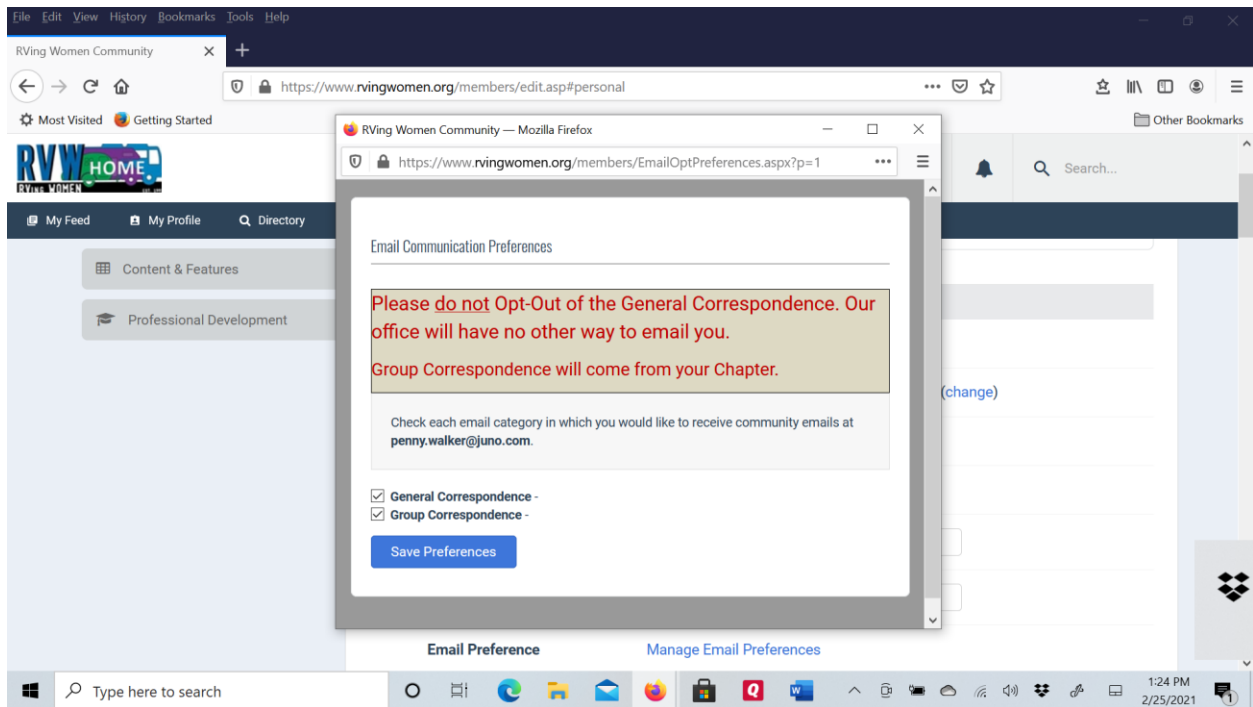 File Edit View History Bookmarks Tools Help
RVing Women Community
https://www.rvingwomen.org/members/edit.asp#personal
Most Visited Getting Started
Other Bookmarks
RVing Women Community — Mozilla Firefox
https://www.rvingwomen.org/members/EmailOptPreferences.aspx?p=1
RVW HOME
RVing WOMEN
Search...
My Feed My Profile Directory
Content & Features
Professional Development
Email Communication Preferences
Please do not Opt-Out of the General Correspondence. Our
office will have no other way to email you.
Group Correspondence will come from your Chapter.
Check each email category in which you would like to receive community emails at
penny.walker@juno.com.
General Correspondence -
Group Correspondence -
Save Preferences
(change)
Email Preference Manage Email Preferences
Type here to search
1:24 PM
2/25/2021